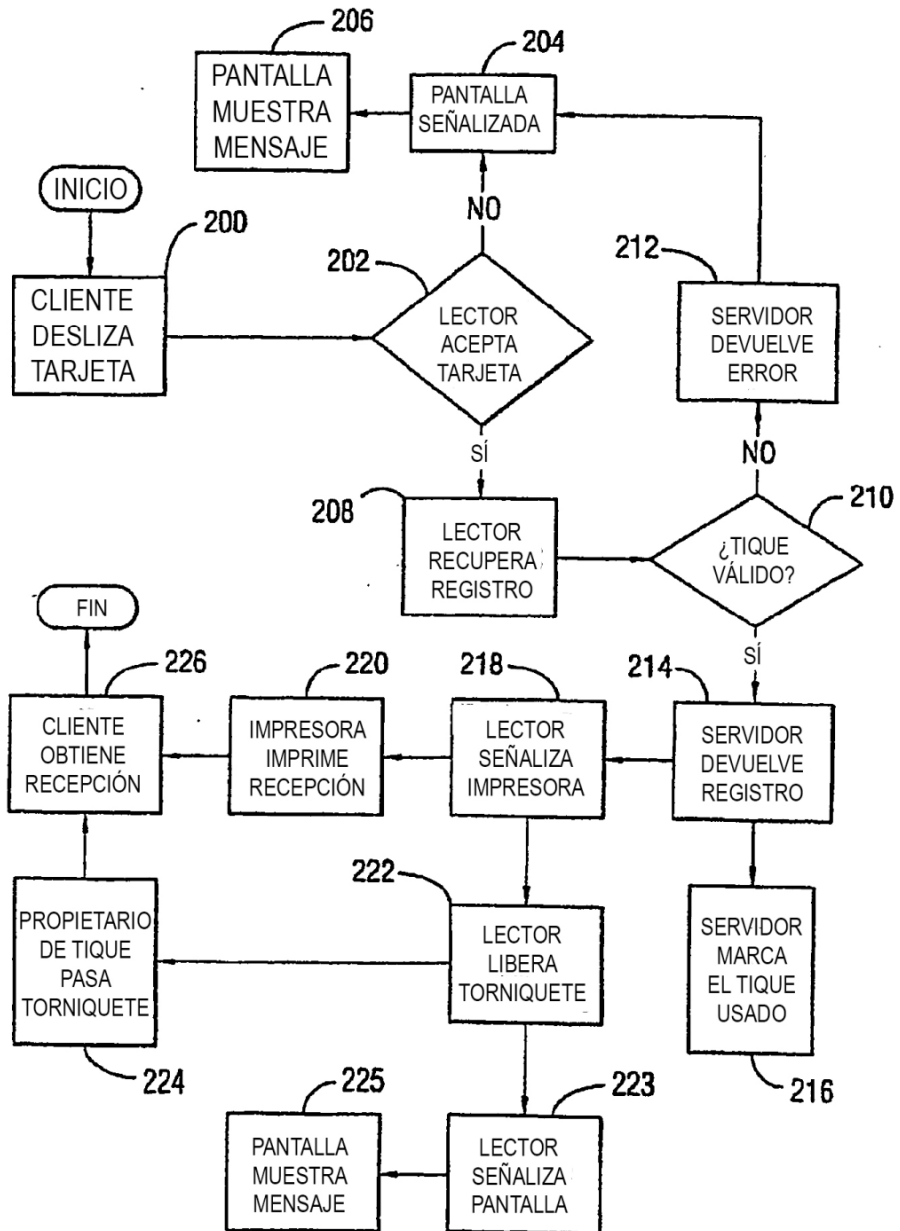 206
PANTALLA
MUESTRA
MENSAJE
204
PANTALLA
SEÑALIZADA
INICIO
200
CLIENTE
DESLIZA
TARJETA
NO
202
LECTOR
ACEPTA
TARJETA
212
SERVIDOR
DEVUELVE
ERROR
SÍ
NO
208
LECTOR
RECUPERA
REGISTRO
210
¿TIQUE
VÁLIDO?
SÍ
FIN
226
CLIENTE
OBTIENE
RECEPCIÓN
220
IMPRESORA
IMPRIME
RECEPCIÓN
218
LECTOR
SEÑALIZA
IMPRESORA
214
SERVIDOR
DEVUELVE
REGISTRO
222
LECTOR
LIBERA
TORNIQUETE
PROPIETARIO
DE TIQUE
PASA
TORNIQUETE
224
SERVIDOR
MARCA
EL TIQUE
USADO
216
225
PANTALLA
MUESTRA
MENSAJE
223
LECTOR
SEÑALIZA
PANTALLA